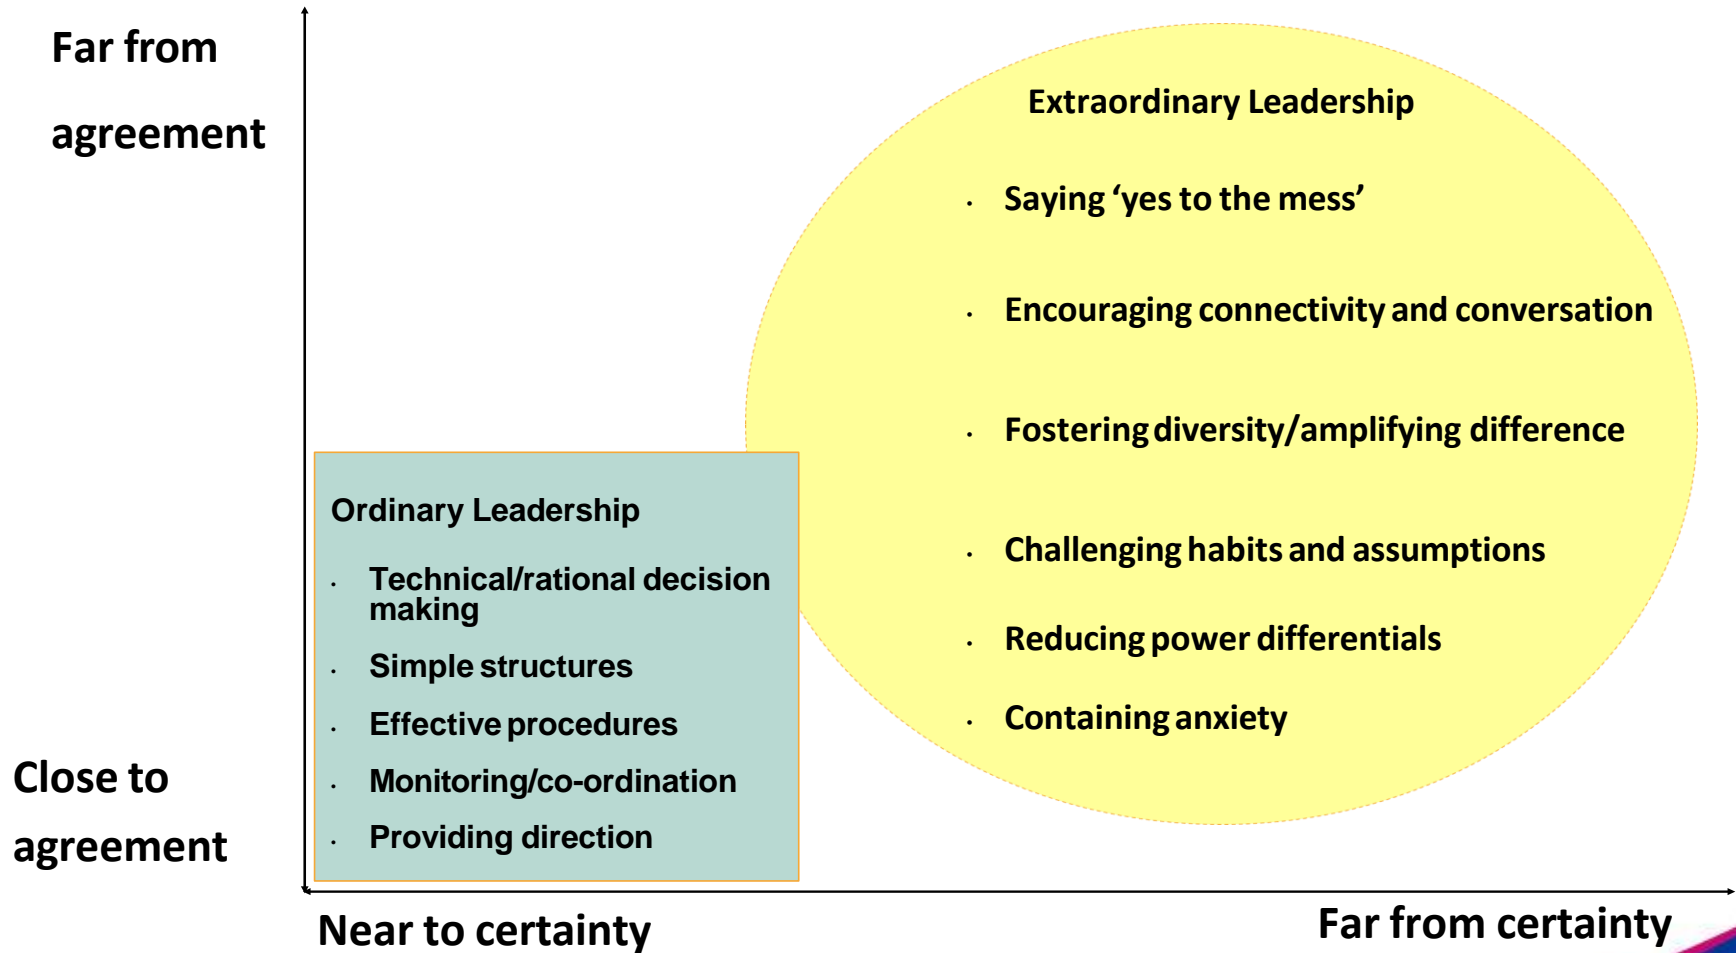 Far from
agreement
Extraordinary Leadership
• Saying ‘yes to the mess’
• Encouraging connectivity and conversation
• Fostering diversity/amplifying difference
• Challenging habits and assumptions
• Reducing power differentials
• Containing anxiety
Ordinary Leadership
• Technical/rational decision
making
• Simple structures
• Effective procedures
• Monitoring/co-ordination
• Providing direction
Close to
agreement
Near to certainty
Far from certainty